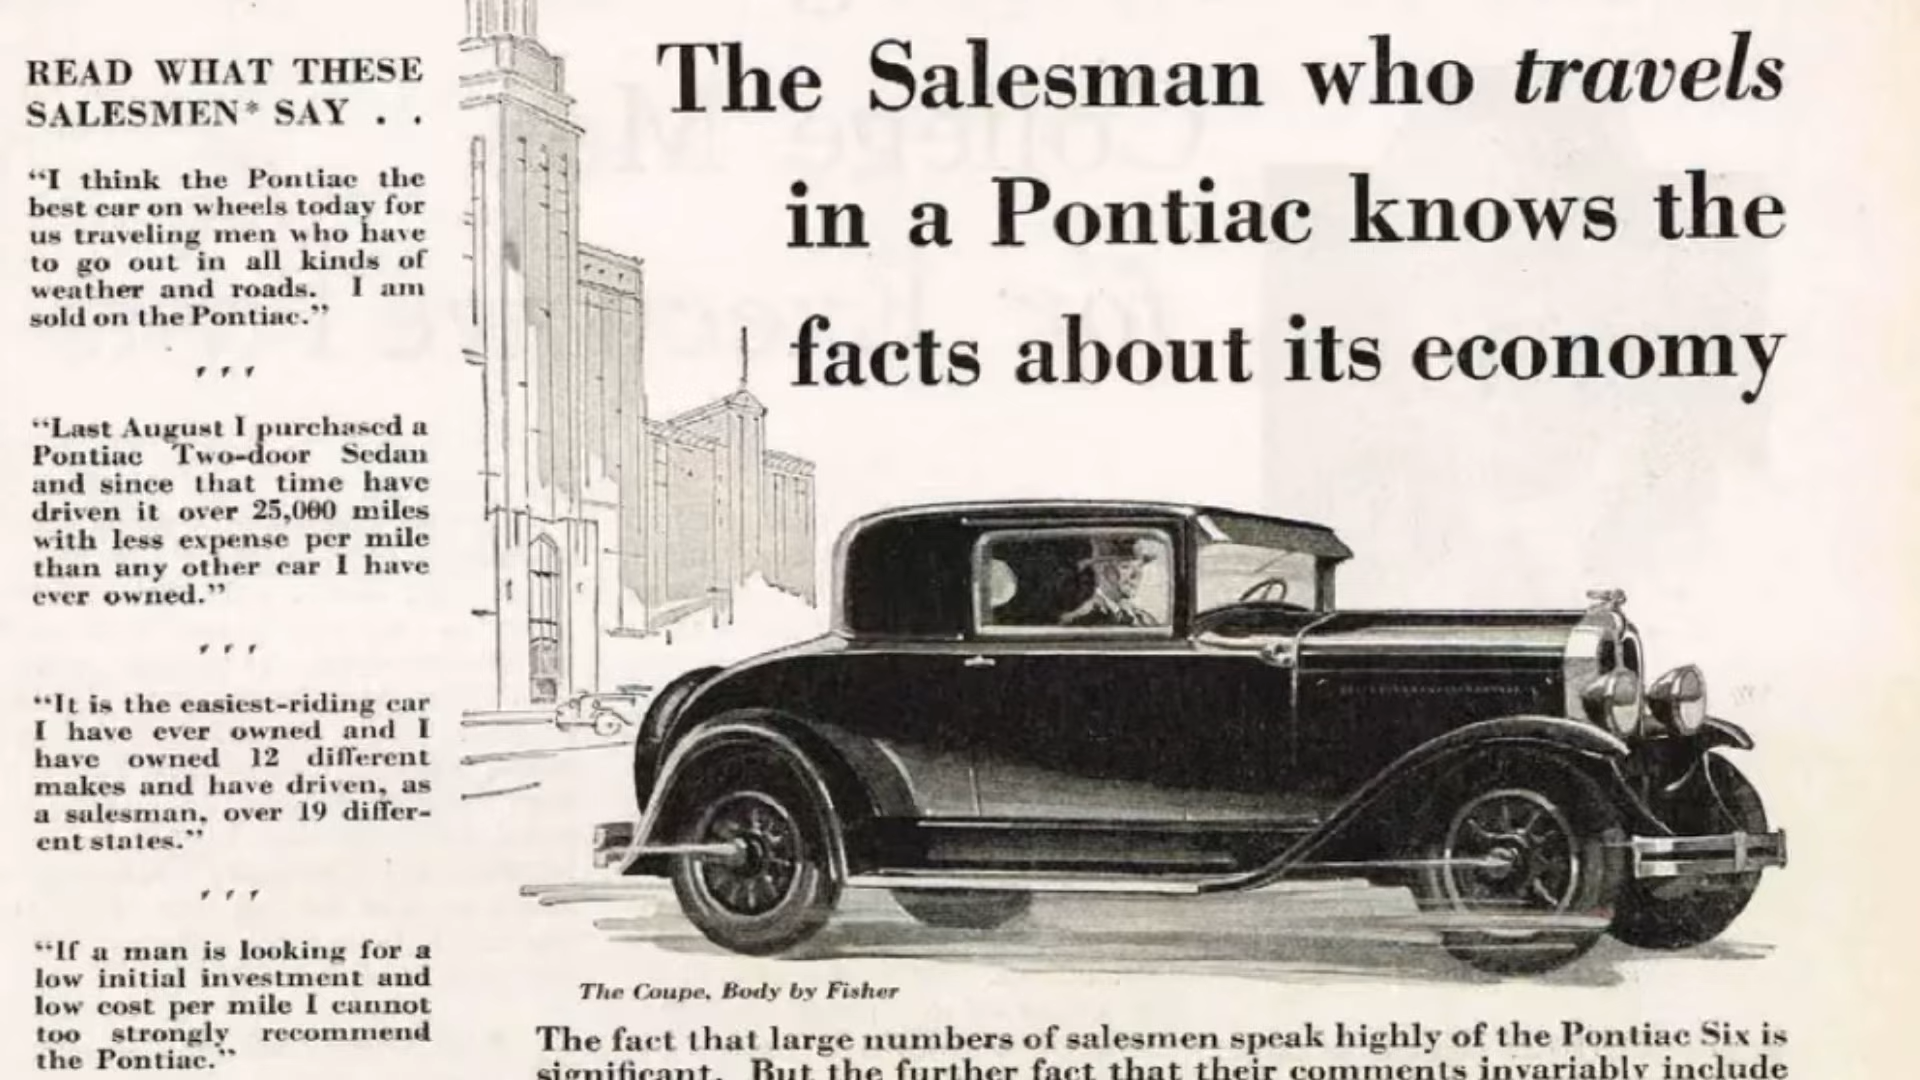 READ WHAT THESE
SALESMEN* SAY . .
“I think the Pontiac the
best car on wheels today for
us traveling men who have
to go out in all kinds of
weather and roads. I am
sold on the Pontiac.”
“Last August I purchased a
Pontiac Two-door Sedan
and since that time have
driven it over 25,000 miles
with less expense per mile
than any other car I have
ever owned.”
“It is the easiest-riding car
I have ever owned and I
have owned 12 different
makes and have driven, as
a salesman, over 19 differ-
ent states.”
“If a man is looking for a
low initial investment and
low cost per mile I cannot
too strongly recommend
the Pontiac.”
The Salesman who travels
in a Pontiac knows the
facts about its economy
The Coupe, Body by Fisher
The fact that large numbers of salesmen speak highly of the Pontiac Six is
significant. But the further fact that their comments invariably include